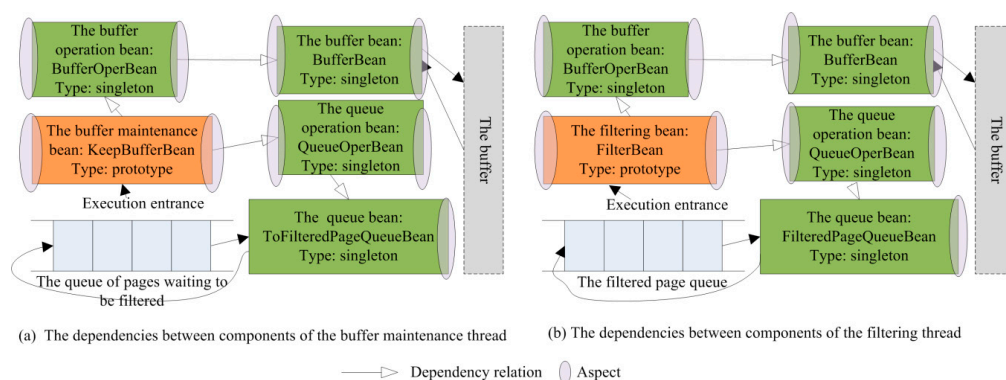 The buffer
operation bean:
BufferOperBean
Type: singleton
The buffer bean:
BufferBean
Type: singleton
The buffer maintenance
bean: KeepBufferBean
Type: prototype
The queue
operation bean:
QueueOperBean
Type: singleton
The buffer
Execution entrance
The queue bean:
ToFilteredPageQueueBean
Type: singleton
The queue of pages waiting to
be filtered
(a) The dependencies between components of the buffer maintenance thread
The buffer
operation bean:
BufferOperBean
Type: singleton
The buffer bean:
BufferBean
Type: singleton
The filtering bean:
FilterBean
Type: prototype
The queue
operation bean:
QueueOperBean
Type: singleton
The buffer
Execution entrance
The queue bean:
FilteredPageQueueBean
Type: singleton
The filtered page queue
(b) The dependencies between components of the filtering thread
Dependency relation
Aspect